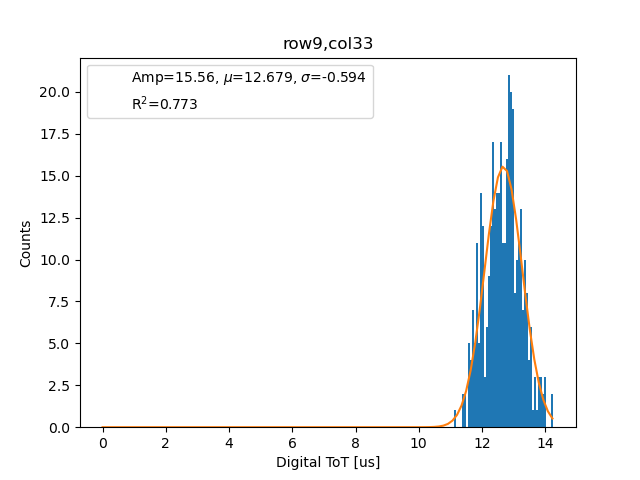 row9,col33
Amp=15.56, μ=12.679, σ=-0.594
R²=0.773
20.0
17.5
15.0
12.5
10.0
7.5
5.0
2.5
0.0
Counts
0 2 4 6 8 10 12 14
Digital ToT [us]